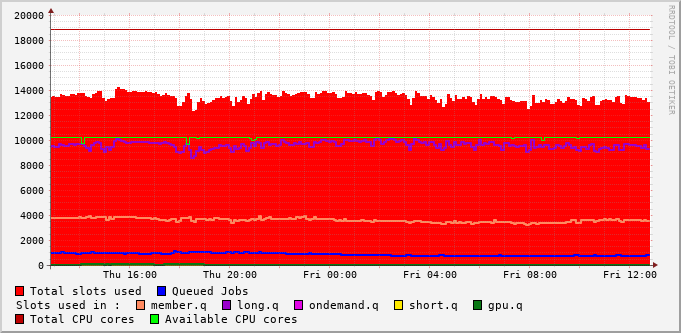 RRDTOOL / TOBI OETIKER
20000
18000
16000
14000
12000
10000
8000
6000
4000
2000
0
Thu 16:00 Thu 20:00 Fri 00:00 Fri 04:00 Fri 08:00 Fri 12:00
Total slots used Queued Jobs
Slots used in : member.q long.q ondemand.q short.q gpu.q
Total CPU cores Available CPU cores